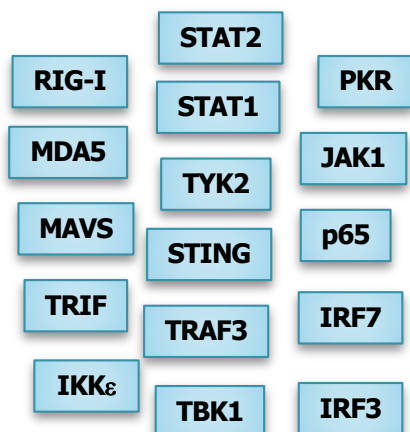 STAT2
RIG-I
PKR
STAT1
MDA5
JAK1
TYK2
MAVS
p65
STING
TRIF
IRF7
TRAF3
IKKε
TBK1
IRF3